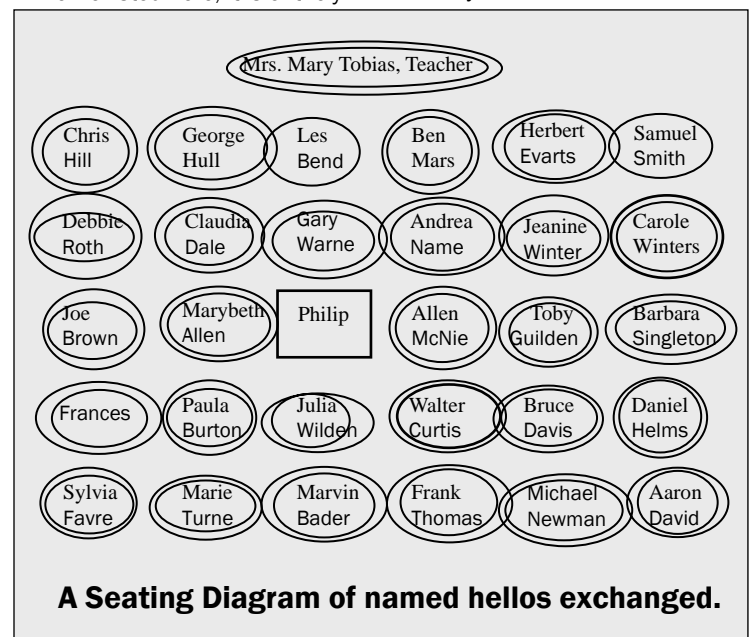 Mrs. Mary Tobias, Teacher
Chris George Les Ben Herbert Samuel
Hill Hull Bend Mars Evarts Smith
Debbie Claudia Gary Andrea Jeanine Carole
Roth Dale Warne Name Winter Winters
Joe Marybeth Philip Allen Toby Barbara
Brown Allen McNie Guilden Singleton
Frances Paula Julia Walter Bruce Daniel
Burton Wilden Curtis Davis Helms
Sylvia Marie Marvin Frank Michael Aaron
Favre Turne Bader Thomas Newman David
A Seating Diagram of named hellos exchanged.